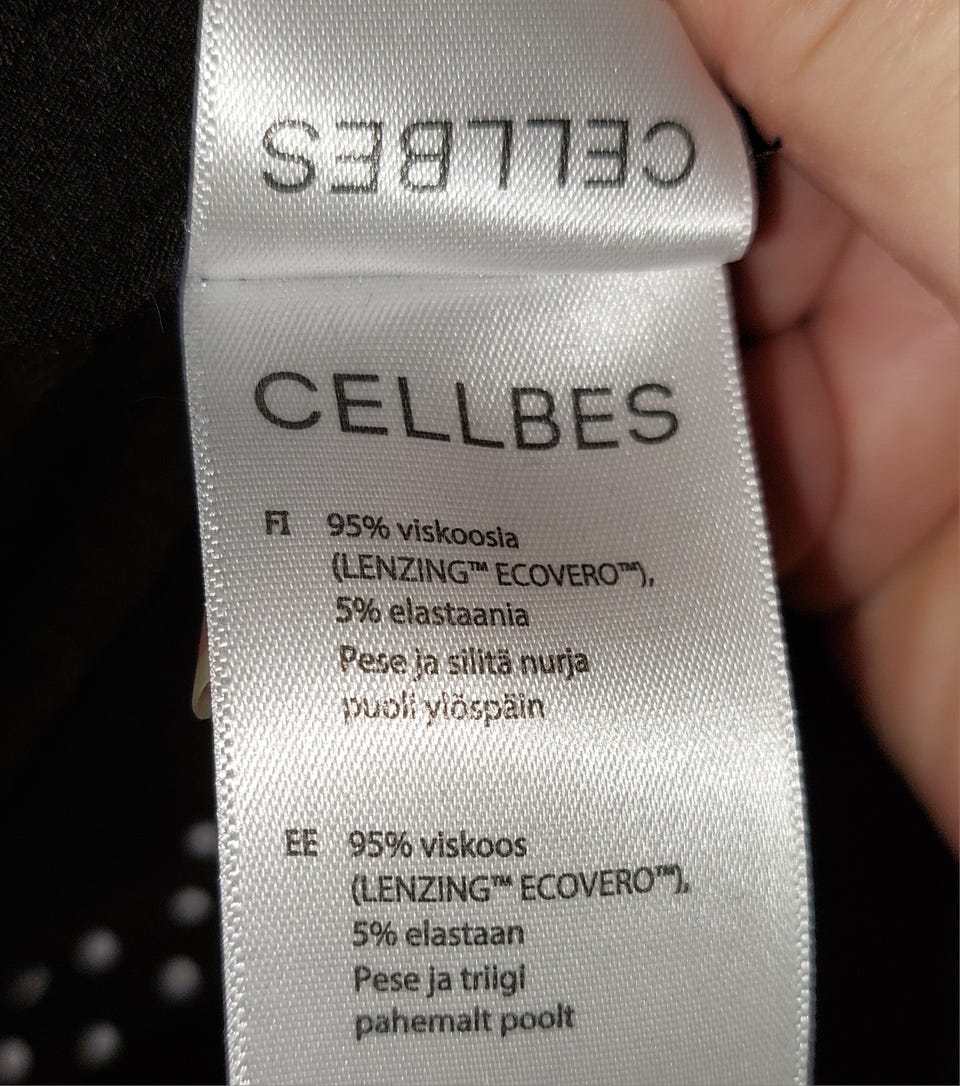 CELLBES
CELLBES
FI 95% viskoosia
(LENZING™ ECOVERO™),
5% elastaania
Pese ja silitä nurja
puoli ylöspäin
EE 95% viskoos
(LENZING™ ECOVERO™),
5% elastaan
Pese ja triigi
pahemalt poolt